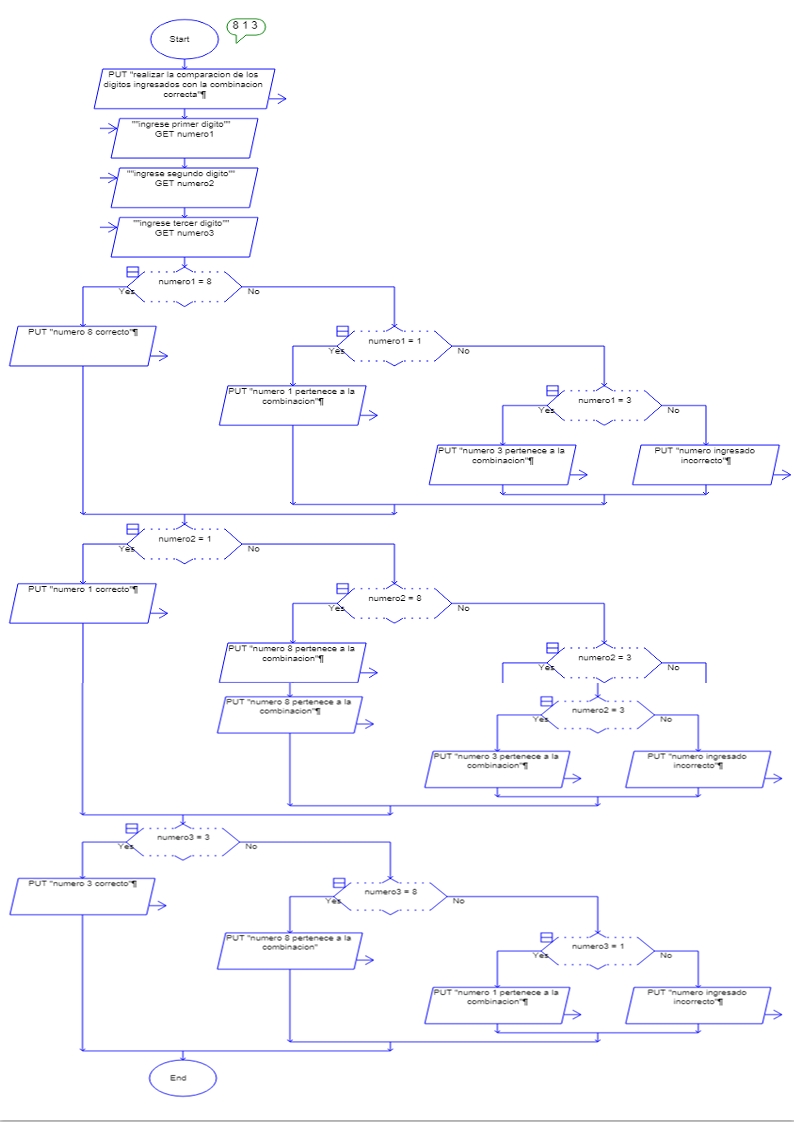 8 1 3
Start
PUT "realizar la comparacion de los
digitos ingresados con la combinacion
correcta"¶
""ingrese primer digito""
GET numero1
""ingrese segundo digito""
GET numero2
""ingrese tercer digito""
GET numero3
numero1 = 8
Yes
No
PUT "numero 8 correcto"¶
numero1 = 1
Yes
No
PUT "numero 1 pertenece a la
combinacion"¶
numero1 = 3
Yes
No
PUT "numero 3 pertenece a la
combinacion"¶
PUT "numero ingresado
incorrecto"¶
numero2 = 1
Yes
No
PUT "numero 1 correcto"¶
numero2 = 8
Yes
No
PUT "numero 8 pertenece a la
combinacion"¶
numero2 = 3
Yes
No
PUT "numero 8 pertenece a la
combinacion"¶
numero2 = 3
Yes
No
PUT "numero 3 pertenece a la
combinacion"¶
PUT "numero ingresado
incorrecto"¶
numero3 = 3
Yes
No
PUT "numero 3 correcto"¶
numero3 = 8
Yes
No
PUT "numero 8 pertenece a la
combinacion"
numero3 = 1
Yes
No
PUT "numero 1 pertenece a la
combinacion"¶
PUT "numero ingresado
incorrecto"¶
End